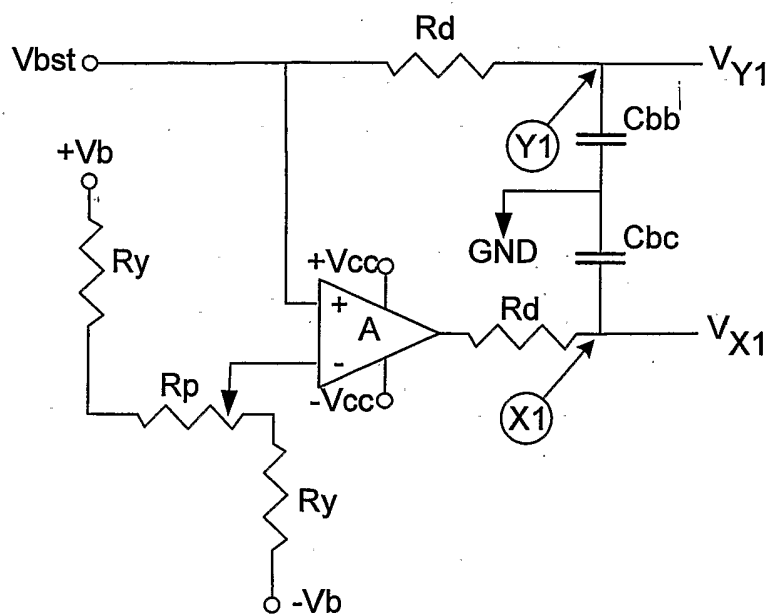 Rd
Vbst
VY1
Y1
Cbb
+Vb
GND
Cbc
Ry
+Vcc
+
A
Rd
VX1
-
Rp
-Vcc
X1
Ry
-Vb